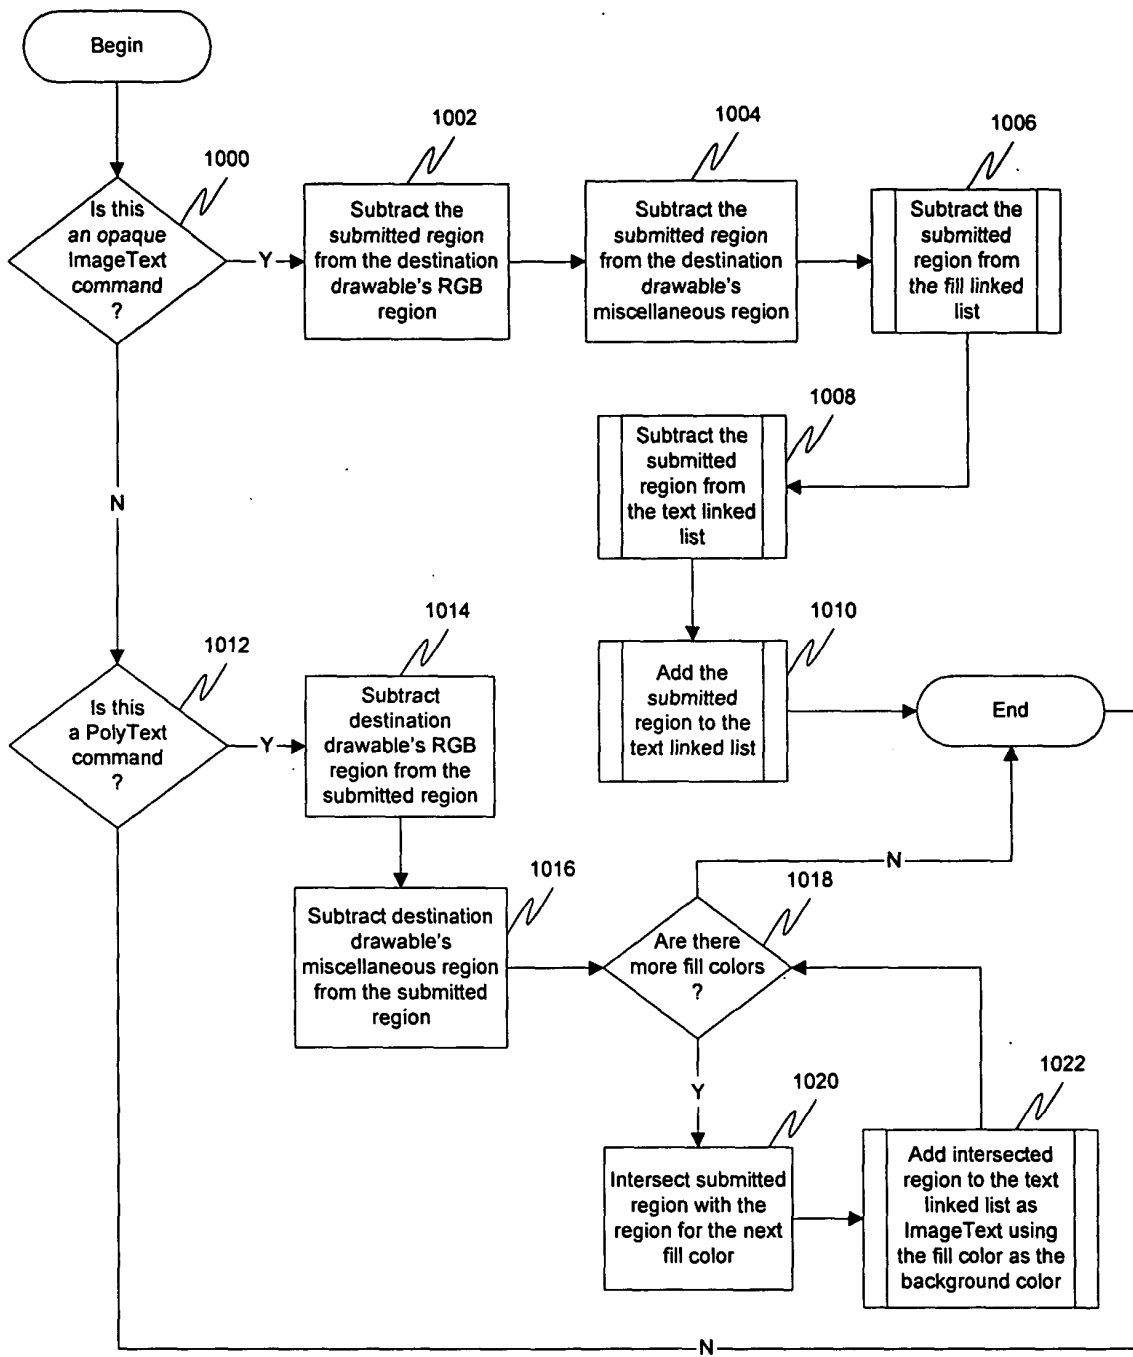 Begin
1000
Is this
an opaque
ImageText
command
?
Y
1002
Subtract the
submitted region
from the destination
drawable's RGB
region
1004
Subtract the
submitted region
from the destination
drawable's
miscellaneous region
1006
Subtract the
submitted
region from
the fill linked
list
1008
Subtract the
submitted
region from
the text linked
list
1010
Add the
submitted
region to the
text linked list
End
N
1012
Is this
a PolyText
command
?
Y
1014
Subtract
destination
drawable's RGB
region from the
submitted region
1016
Subtract destination
drawable's
miscellaneous region
from the submitted
region
1018
Are there
more fill colors
?
N
Y
1020
Intersect submitted
region with the
region for the next
fill color
1022
Add intersected
region to the text
linked list as
ImageText using
the fill color as the
background color
N